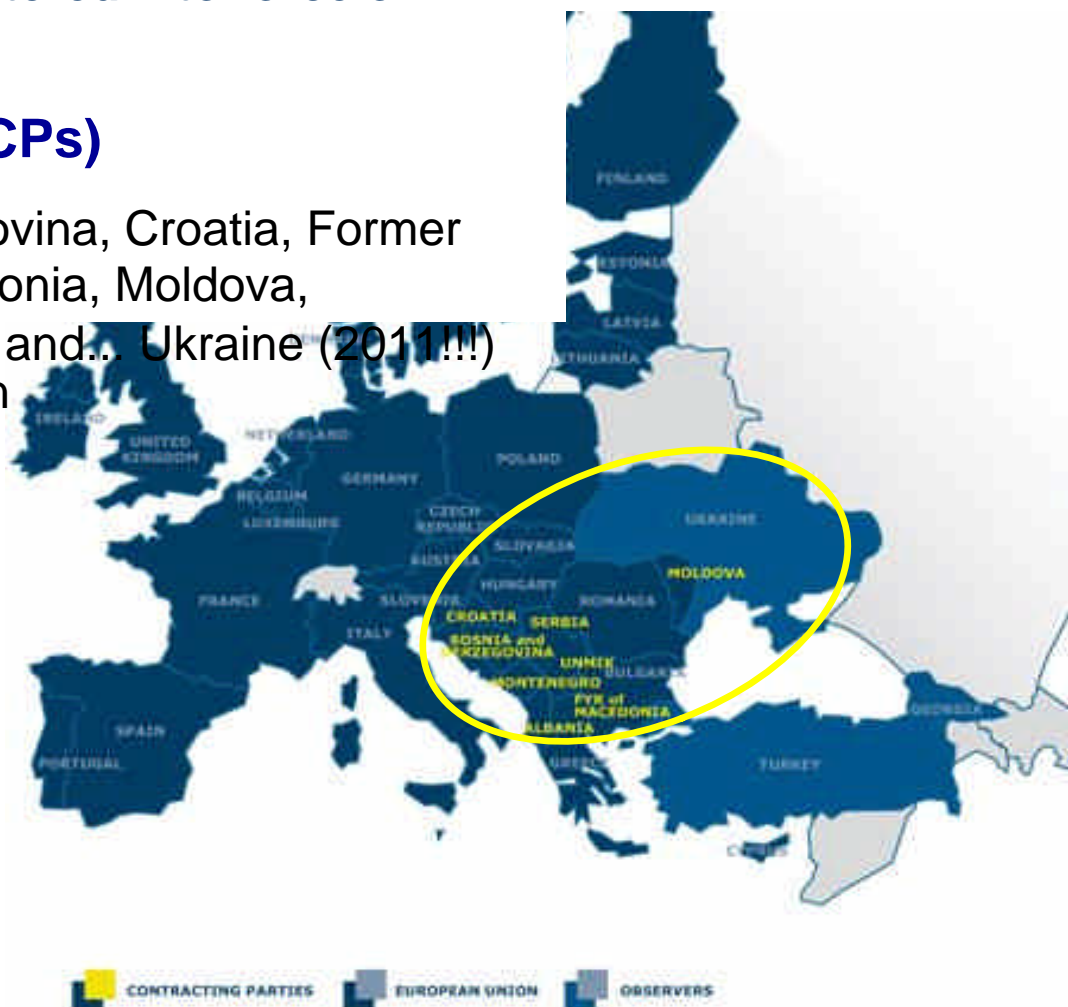 CPs)
ovina, Croatia, Former
onia, Moldova,
and... Ukraine (2011!!!)
n
FINLAND
ESTONIA
LATVIA
LITHUANIA
IRELAND
UNITED
KINGDOM
NETHERLAND
POLAND
GERMANY
BELGIUM
LUXEMBOURG
CZECH
REPUBLIC
UKRAINE
SLOVAKIA
AUSTRIA
MOLDOVA
HUNGARY
FRANCE
SLOVENIA
ROMANIA
CROATIA
SERBIA
ITALY
BOSNIA and
HERZEGOVINA
UNMIK
BULGARIA
MONTENEGRO
FYR of
MACEDONIA
GEORGIA
SPAIN
ALBANIA
PORTUGAL
GREECE
TURKEY
CYPRUS
CONTRACTING PARTIES
EUROPEAN UNION
OBSERVERS